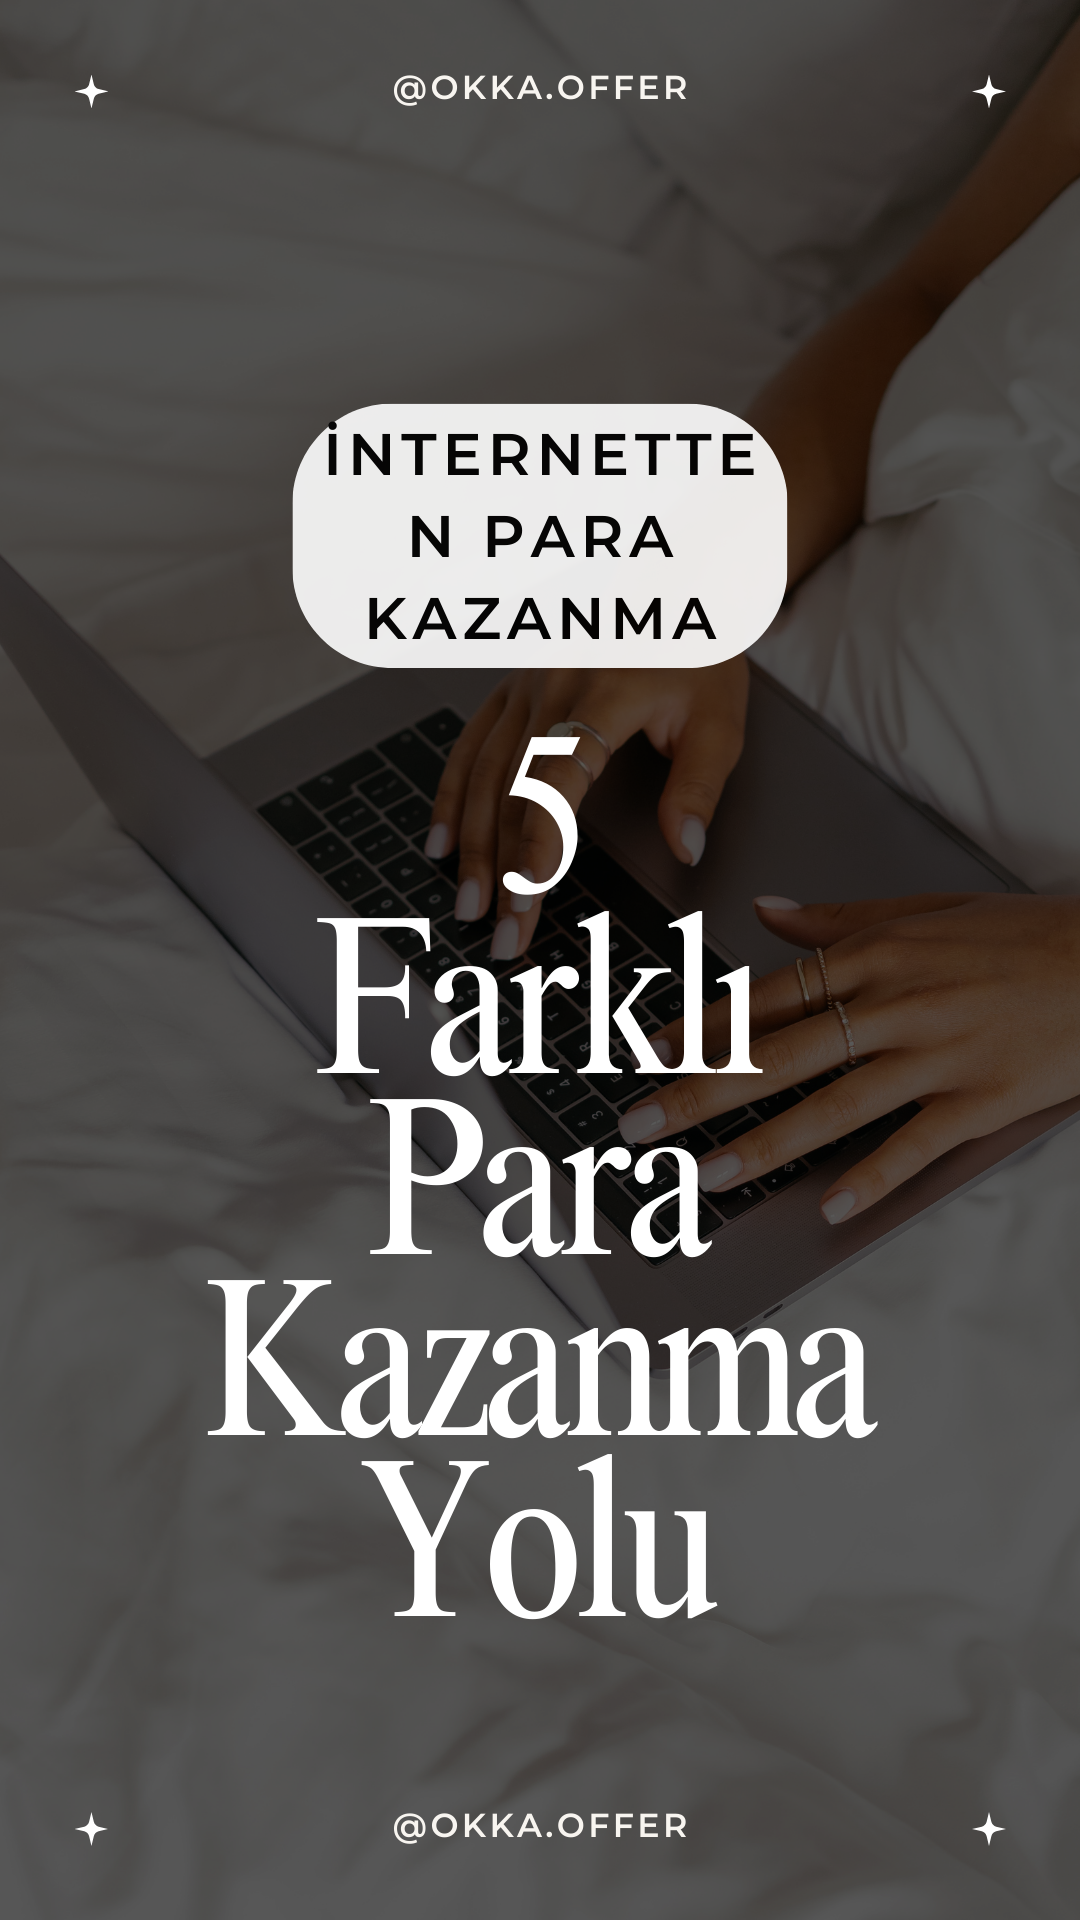 @OKKA.OFFER
İNTERNETTE
N PARA
KAZANMA
5
Farklı
Para
Kazanma
Yolu
@OKKA.OFFER